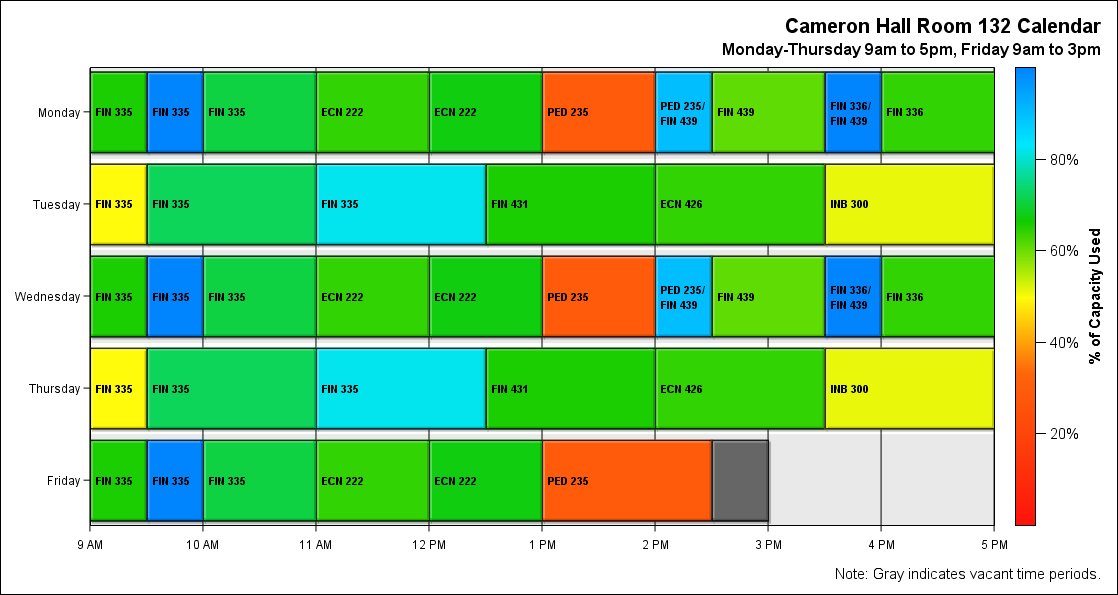 Cameron Hall Room 132 Calendar
Monday-Thursday 9am to 5pm, Friday 9am to 3pm
Monday
FIN 335
FIN 335
FIN 335
ECN 222
ECN 222
PED 235
PED 235/
FIN 439
FIN 439
FIN 336/
FIN 439
FIN 336
Tuesday
FIN 335
FIN 335
FIN 335
FIN 431
ECN 426
INB 300
Wednesday
FIN 335
FIN 335
FIN 335
ECN 222
ECN 222
PED 235
PED 235/
FIN 439
FIN 439
FIN 336/
FIN 439
FIN 336
Thursday
FIN 335
FIN 335
FIN 335
FIN 431
ECN 426
INB 300
Friday
FIN 335
FIN 335
FIN 335
ECN 222
ECN 222
PED 235
9 AM
10 AM
11 AM
12 PM
1 PM
2 PM
3 PM
4 PM
5 PM
80%
60%
40%
20%
% of Capacity Used
Note: Gray indicates vacant time periods.